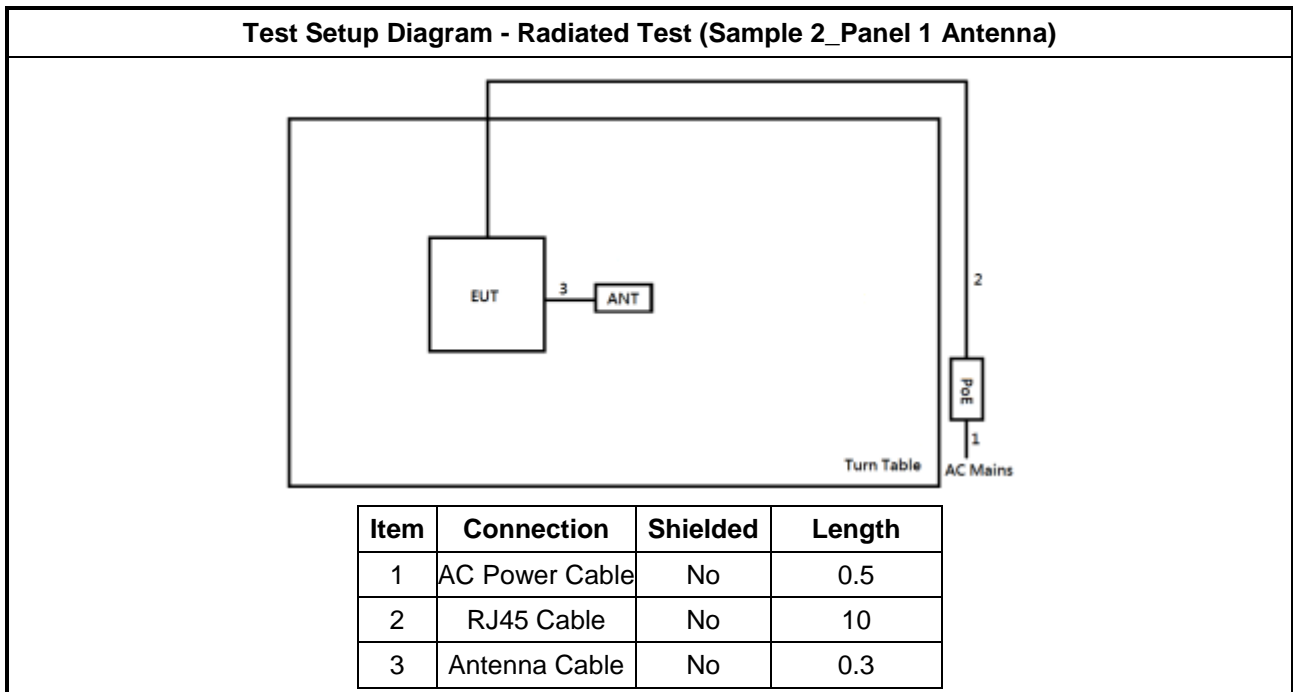 Test Setup Diagram - Radiated Test (Sample 2_Panel 1 Antenna)
EUT
3
ANT
2
PoE
1
Turn Table
AC Mains
Item Connection Shielded Length
1 AC Power Cable No 0.5
2 RJ45 Cable No 10
3 Antenna Cable No 0.3